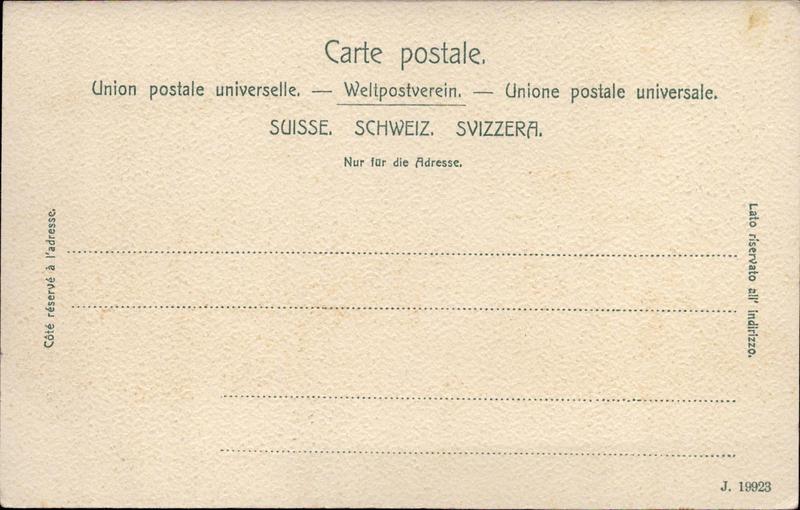 Carte postale.
Union postale universelle. — Weltpostverein. — Unione postale universale.
SUISSE. SCHWEIZ. SVIZZERA.
Nur für die Adresse.
Côté réservé à l'adresse.
Lato riservato all' indirizzo.
J. 19923